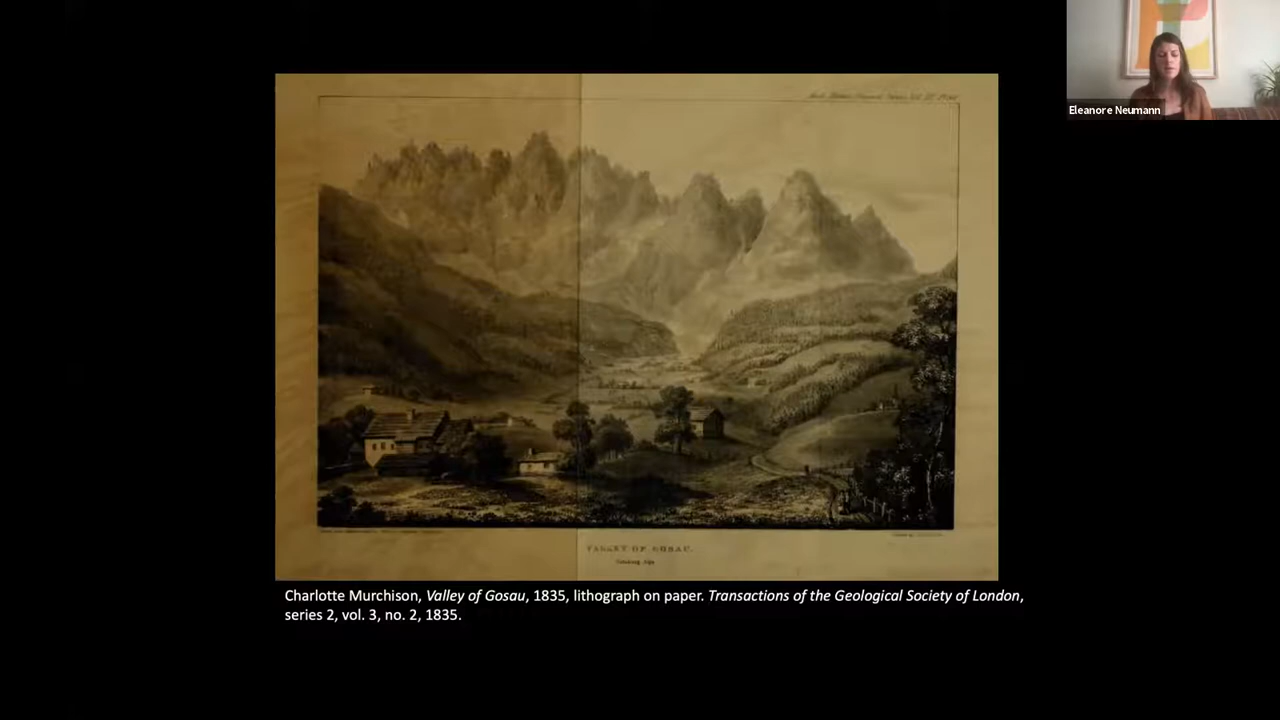 Eleanore Neumann
VALLEY OF GOSAU.
Charlotte Murchison, Valley of Gosau, 1835, lithograph on paper. Transactions of the Geological Society of London,
series 2, vol. 3, no. 2, 1835.